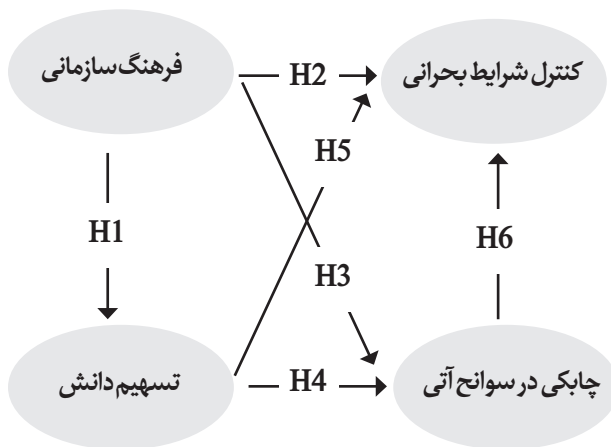 فرهنگ سازمانی
کنترل شرایط بحرانی
H2
H5
H1
H6
H3
تسهیم دانش
H4
چابکی در سوانح آتی